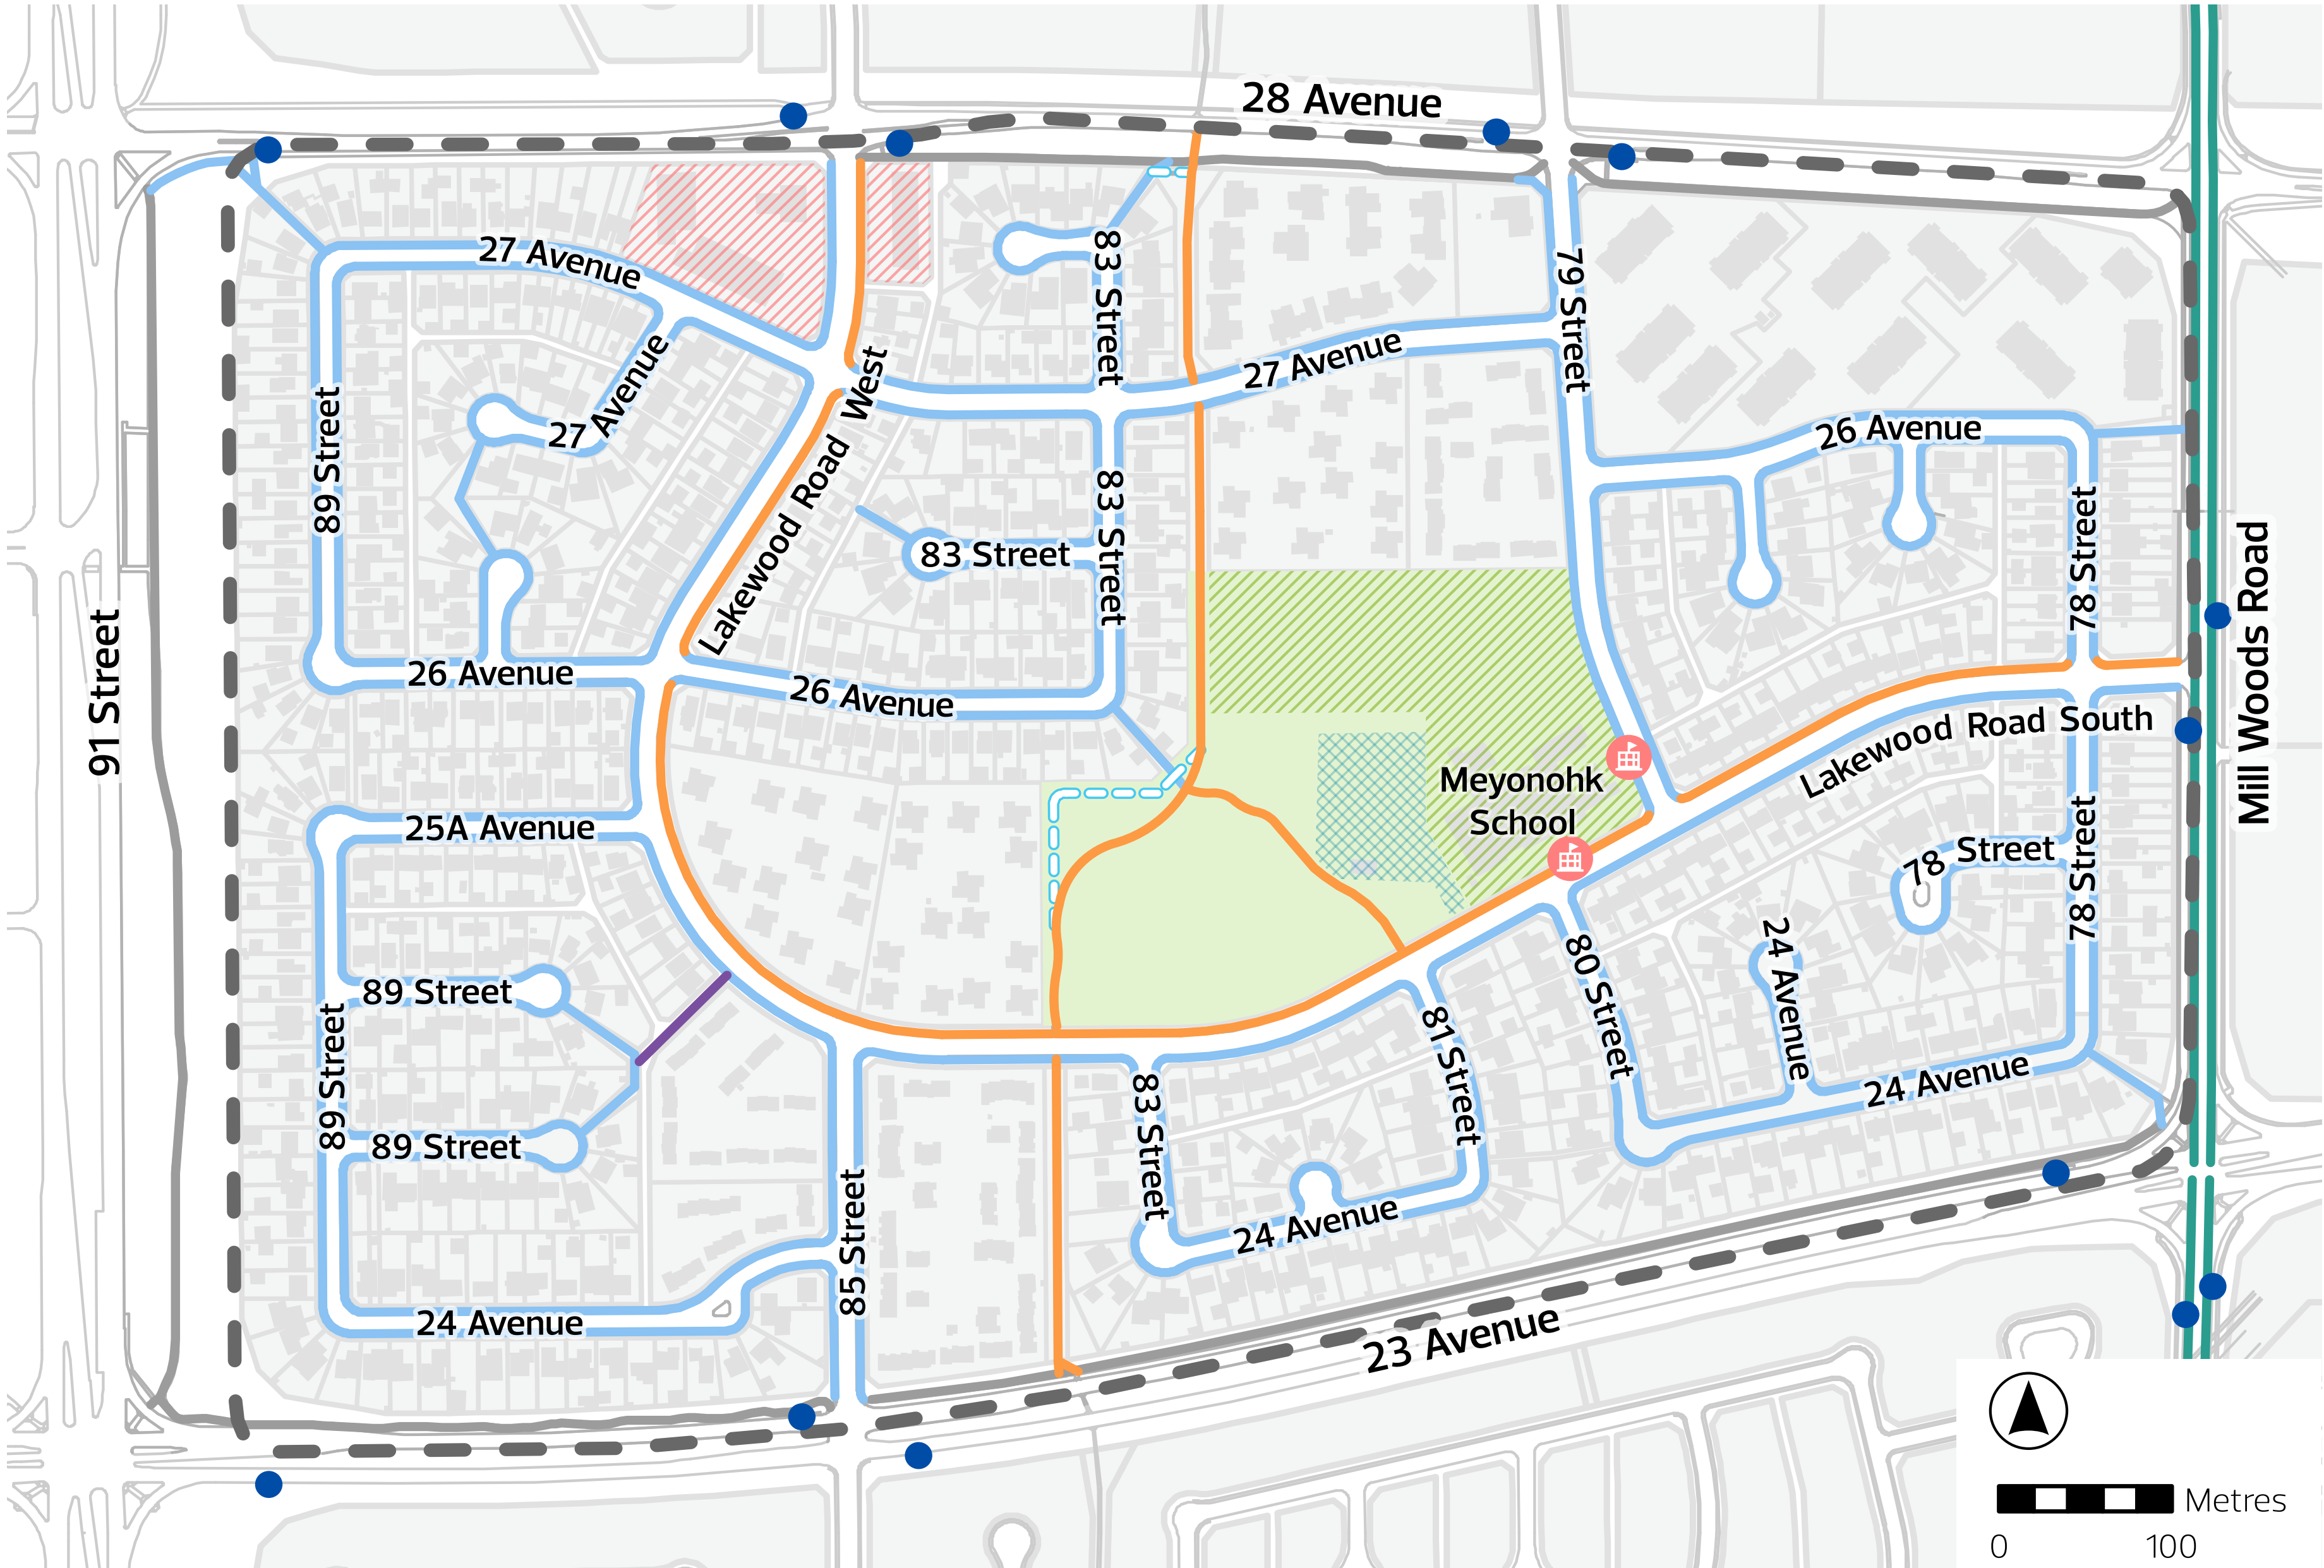 28 Avenue
27 Avenue
83 Street
79 Street
27 Avenue
Lakewood Road West
27 Avenue
89 Street
26 Avenue
83 Street
78 Street
83 Street
91 Street
Mill Woods Road
26 Avenue
26 Avenue
Lakewood Road South
Meyonohk
School
25A Avenue
78 Street
78 Street
24 Avenue
80 Street
89 Street
89 Street
81 Street
24 Avenue
83 Street
89 Street
85 Street
24 Avenue
24 Avenue
23 Avenue
Metres
0 100